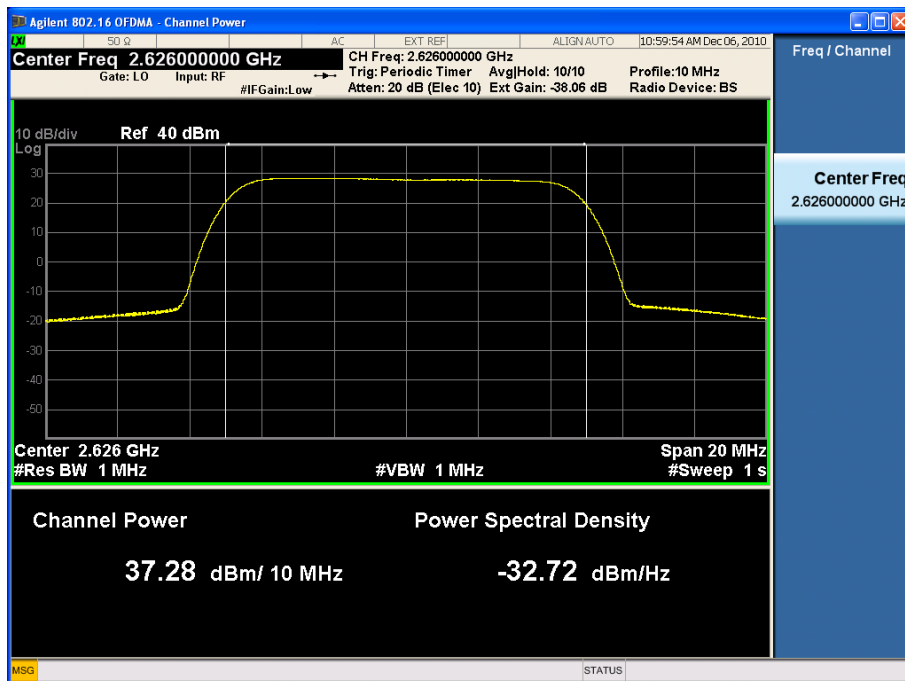 Agilent 802.16 OFDMA - Channel Power
LXI 50 Ω AC EXT REF ALIGN AUTO 10:59:54 AM Dec 06, 2010
Center Freq 2.626000000 GHz
Gate: LO Input: RF
#IFGain:Low
CH Freq: 2.626000000 GHz
Trig: Periodic Timer Avg|Hold: 10/10
Atten: 20 dB (Elec 10) Ext Gain: -38.06 dB
Profile:10 MHz
Radio Device: BS
Freq / Channel
Center Freq
2.626000000 GHz
10 dB/div Ref 40 dBm
Log
30
20
10
0
-10
-20
-30
-40
-50
Center 2.626 GHz Span 20 MHz
#Res BW 1 MHz #VBW 1 MHz #Sweep 1 s
Channel Power Power Spectral Density
37.28 dBm/ 10 MHz -32.72 dBm/Hz
MSG STATUS